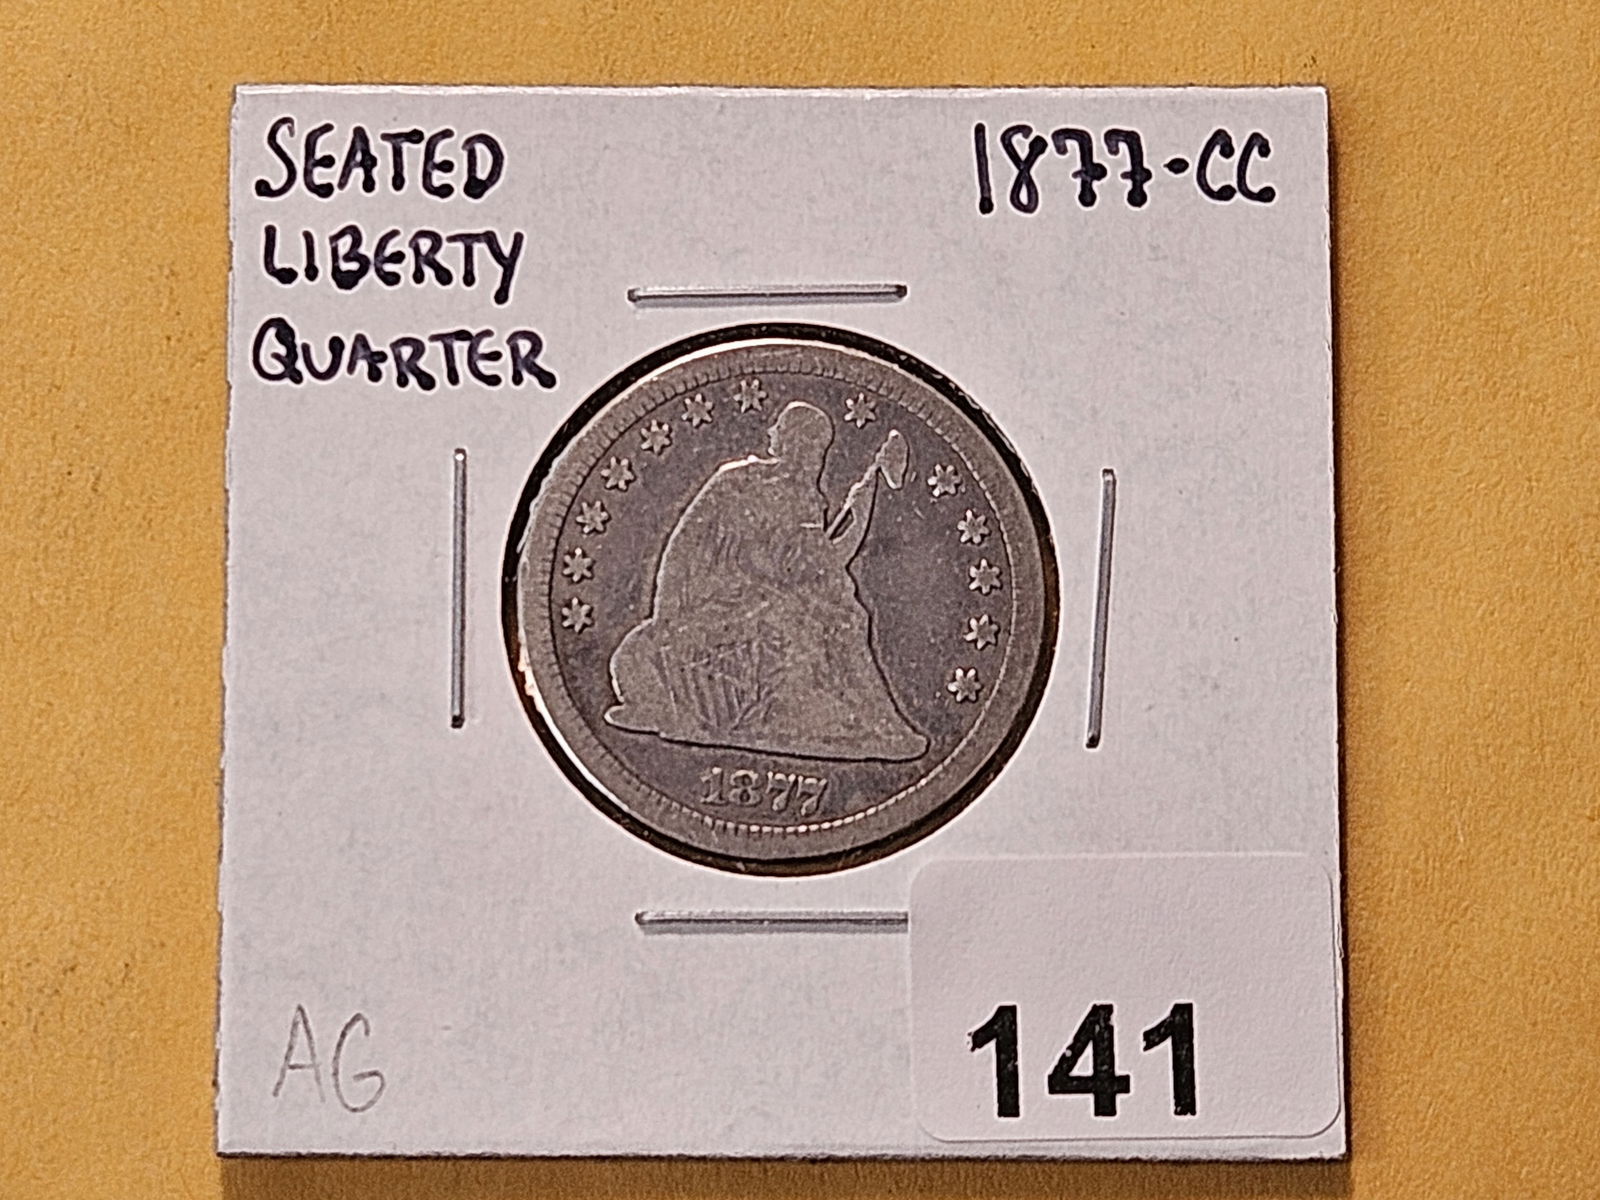 SEATED
LIBERTY
QUARTER
1877-CC
1877
AG
141